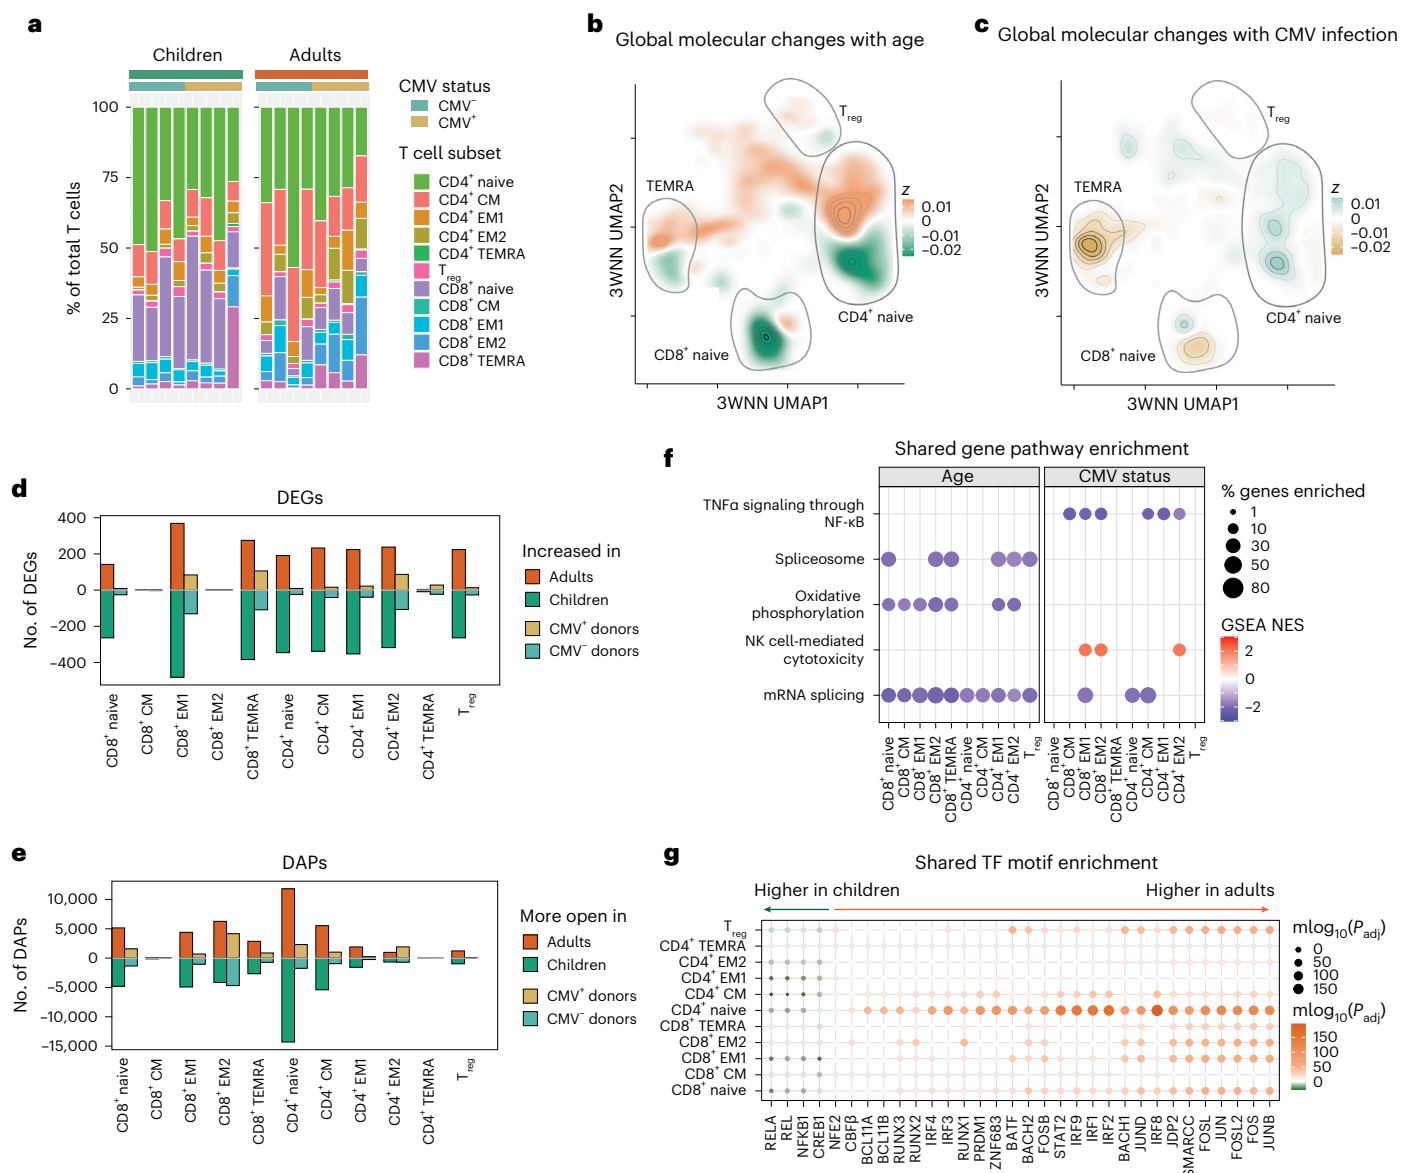 a
Children
Adults
100
75
50
25
0
% of total T cells
CMV status
CMV⁻
CMV⁺
T cell subset
CD4⁺ naive
CD4⁺ CM
CD4⁺ EM1
CD4⁺ EM2
CD4⁺ TEMRA
Treg
CD8⁺ naive
CD8⁺ CM
CD8⁺ EM1
CD8⁺ EM2
CD8⁺ TEMRA
b
Global molecular changes with age
Treg
TEMRA
CD4⁺ naive
CD8⁺ naive
z
0.01
0
−0.01
−0.02
3WNN UMAP2
3WNN UMAP1
c
Global molecular changes with CMV infection
Treg
TEMRA
CD4⁺ naive
CD8⁺ naive
z
0.01
0
−0.01
−0.02
3WNN UMAP2
3WNN UMAP1
d
DEGs
400
200
0
−200
−400
No. of DEGs
CD8⁺ naive
CD8⁺ CM
CD8⁺ EM1
CD8⁺ EM2
CD8⁺ TEMRA
CD4⁺ naive
CD4⁺ CM
CD4⁺ EM1
CD4⁺ EM2
CD4⁺ TEMRA
Treg
Increased in
Adults
Children
CMV⁺ donors
CMV⁻ donors
e
DAPs
10,000
5,000
0
−5,000
−10,000
−15,000
No. of DAPs
CD8⁺ naive
CD8⁺ CM
CD8⁺ EM1
CD8⁺ EM2
CD8⁺ TEMRA
CD4⁺ naive
CD4⁺ CM
CD4⁺ EM1
CD4⁺ EM2
CD4⁺ TEMRA
Treg
More open in
Adults
Children
CMV⁺ donors
CMV⁻ donors
f
Shared gene pathway enrichment
Age
CMV status
TNFα signaling through
NF-κB
Spliceosome
Oxidative
phosphorylation
NK cell-mediated
cytotoxicity
mRNA splicing
CD8⁺ naive
CD8⁺ CM
CD8⁺ EM1
CD8⁺ EM2
CD8⁺ TEMRA
CD4⁺ naive
CD4⁺ CM
CD4⁺ EM1
CD4⁺ EM2
Treg
CD8⁺ naive
CD8⁺ CM
CD8⁺ EM1
CD8⁺ EM2
CD8⁺ TEMRA
CD4⁺ naive
CD4⁺ CM
CD4⁺ EM1
CD4⁺ EM2
Treg
% genes enriched
1
10
30
50
80
GSEA NES
2
0
−2
g
Shared TF motif enrichment
Higher in children
Higher in adults
Treg
CD4⁺ TEMRA
CD4⁺ EM2
CD4⁺ EM1
CD4⁺ CM
CD4⁺ naive
CD8⁺ TEMRA
CD8⁺ EM2
CD8⁺ EM1
CD8⁺ CM
CD8⁺ naive
RELA
REL
NFKB1
CREB1
NFE2
CBFβ
BCL11A
BCL11B
RUNX3
RUNX2
IRF4
IRF3
RUNX1
PRDM1
ZNF683
BATF
BACH2
FOSB
STAT2
IRF9
IRF1
IRF2
BACH1
JUND
IRF8
JDP2
SMARCC
FOSL
JUN
FOSL2
FOS
JUNB
mlog₁₀(Padj)
0
50
100
150
mlog₁₀(Padj)
150
100
50
0